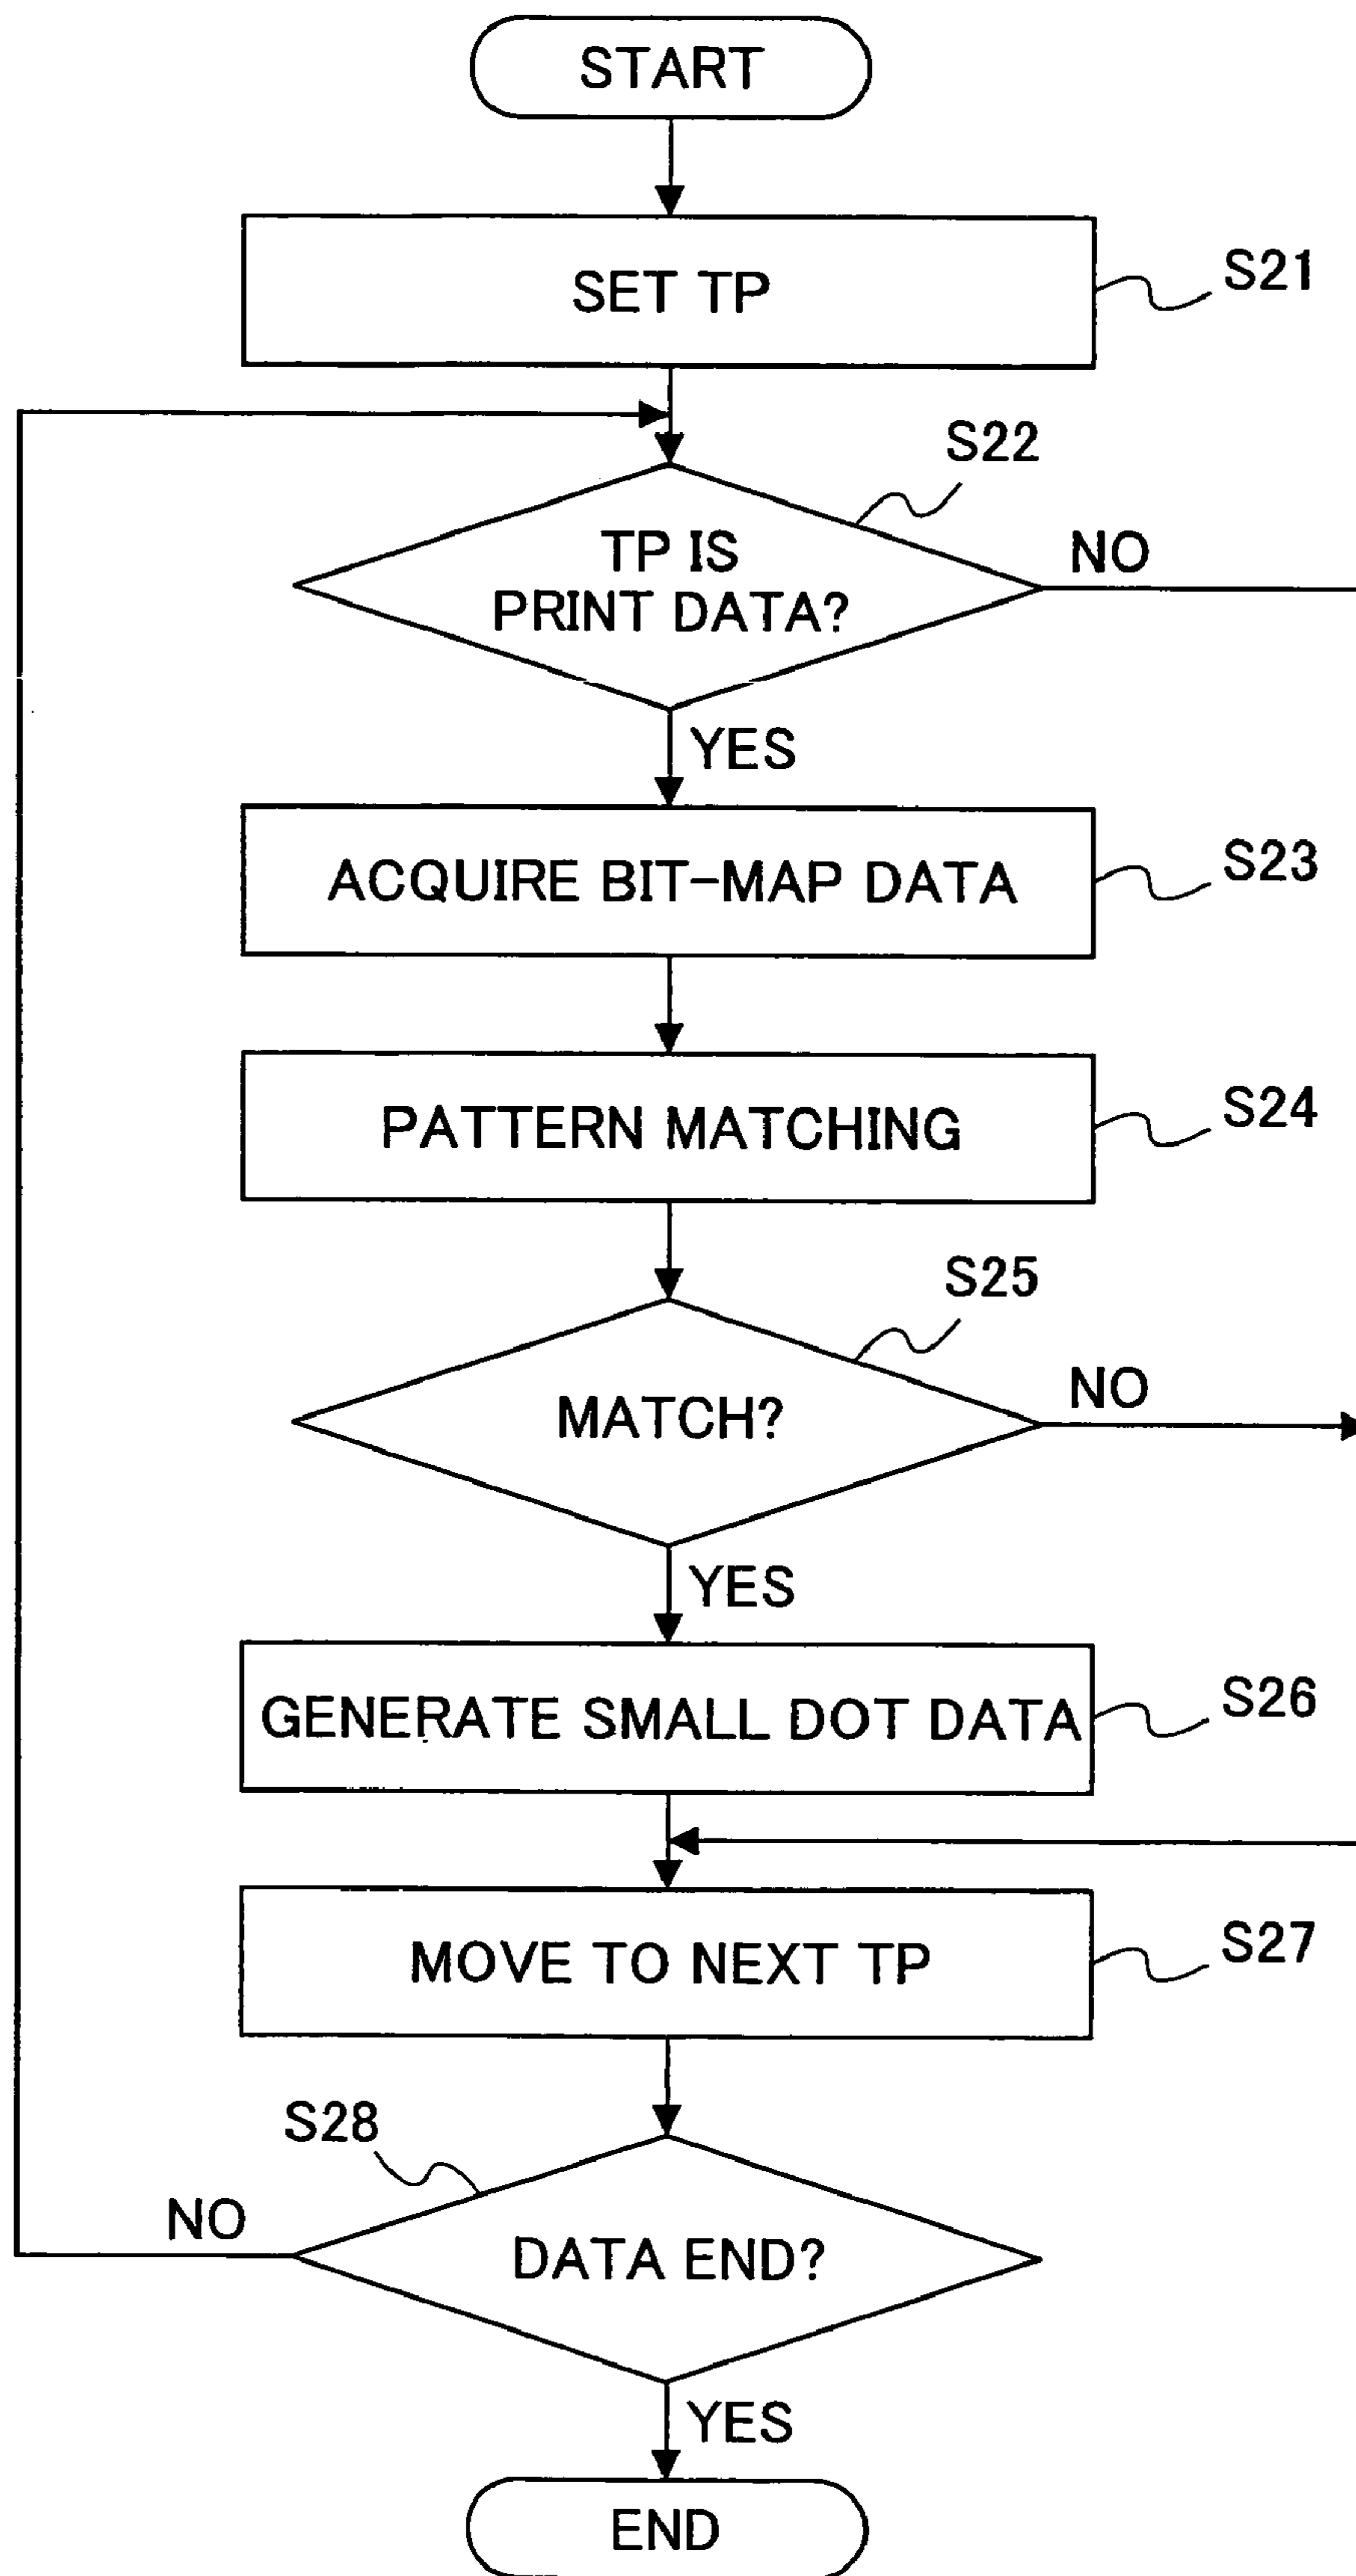 START
SET TP
S21
S22
TP IS
PRINT DATA?
NO
YES
ACQUIRE BIT-MAP DATA
S23
PATTERN MATCHING
S24
S25
MATCH?
NO
YES
GENERATE SMALL DOT DATA
S26
MOVE TO NEXT TP
S27
S28
NO
DATA END?
YES
END